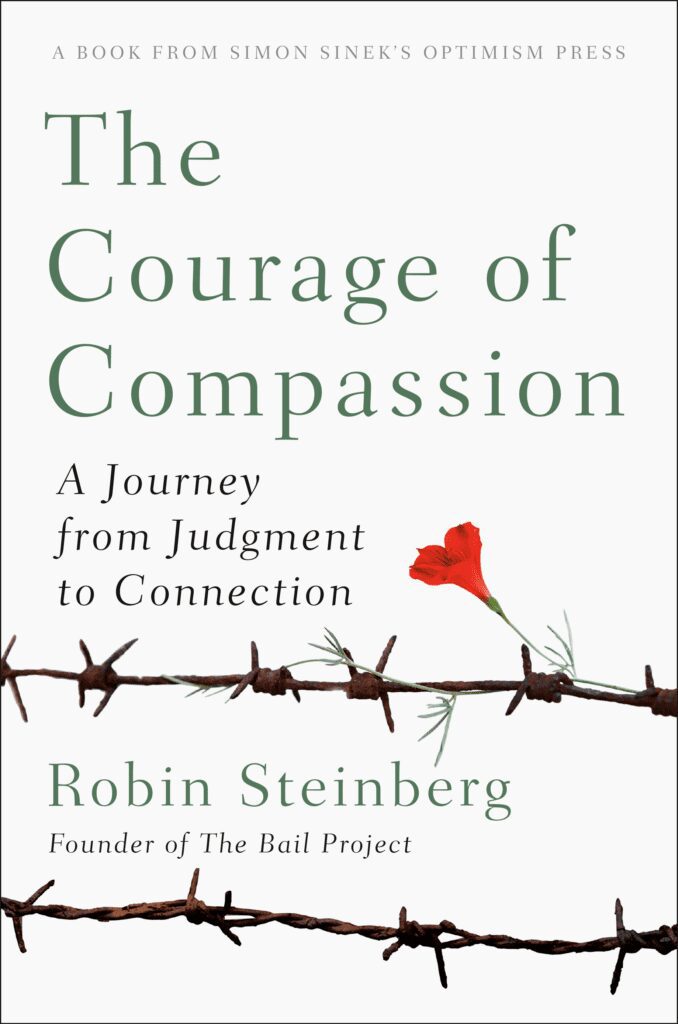 A BOOK FROM SIMON SINEK'S OPTIMISM PRESS
The
Courage of
Compassion
A Journey
from Judgment
to Connection
Robin Steinberg
Founder of The Bail Project